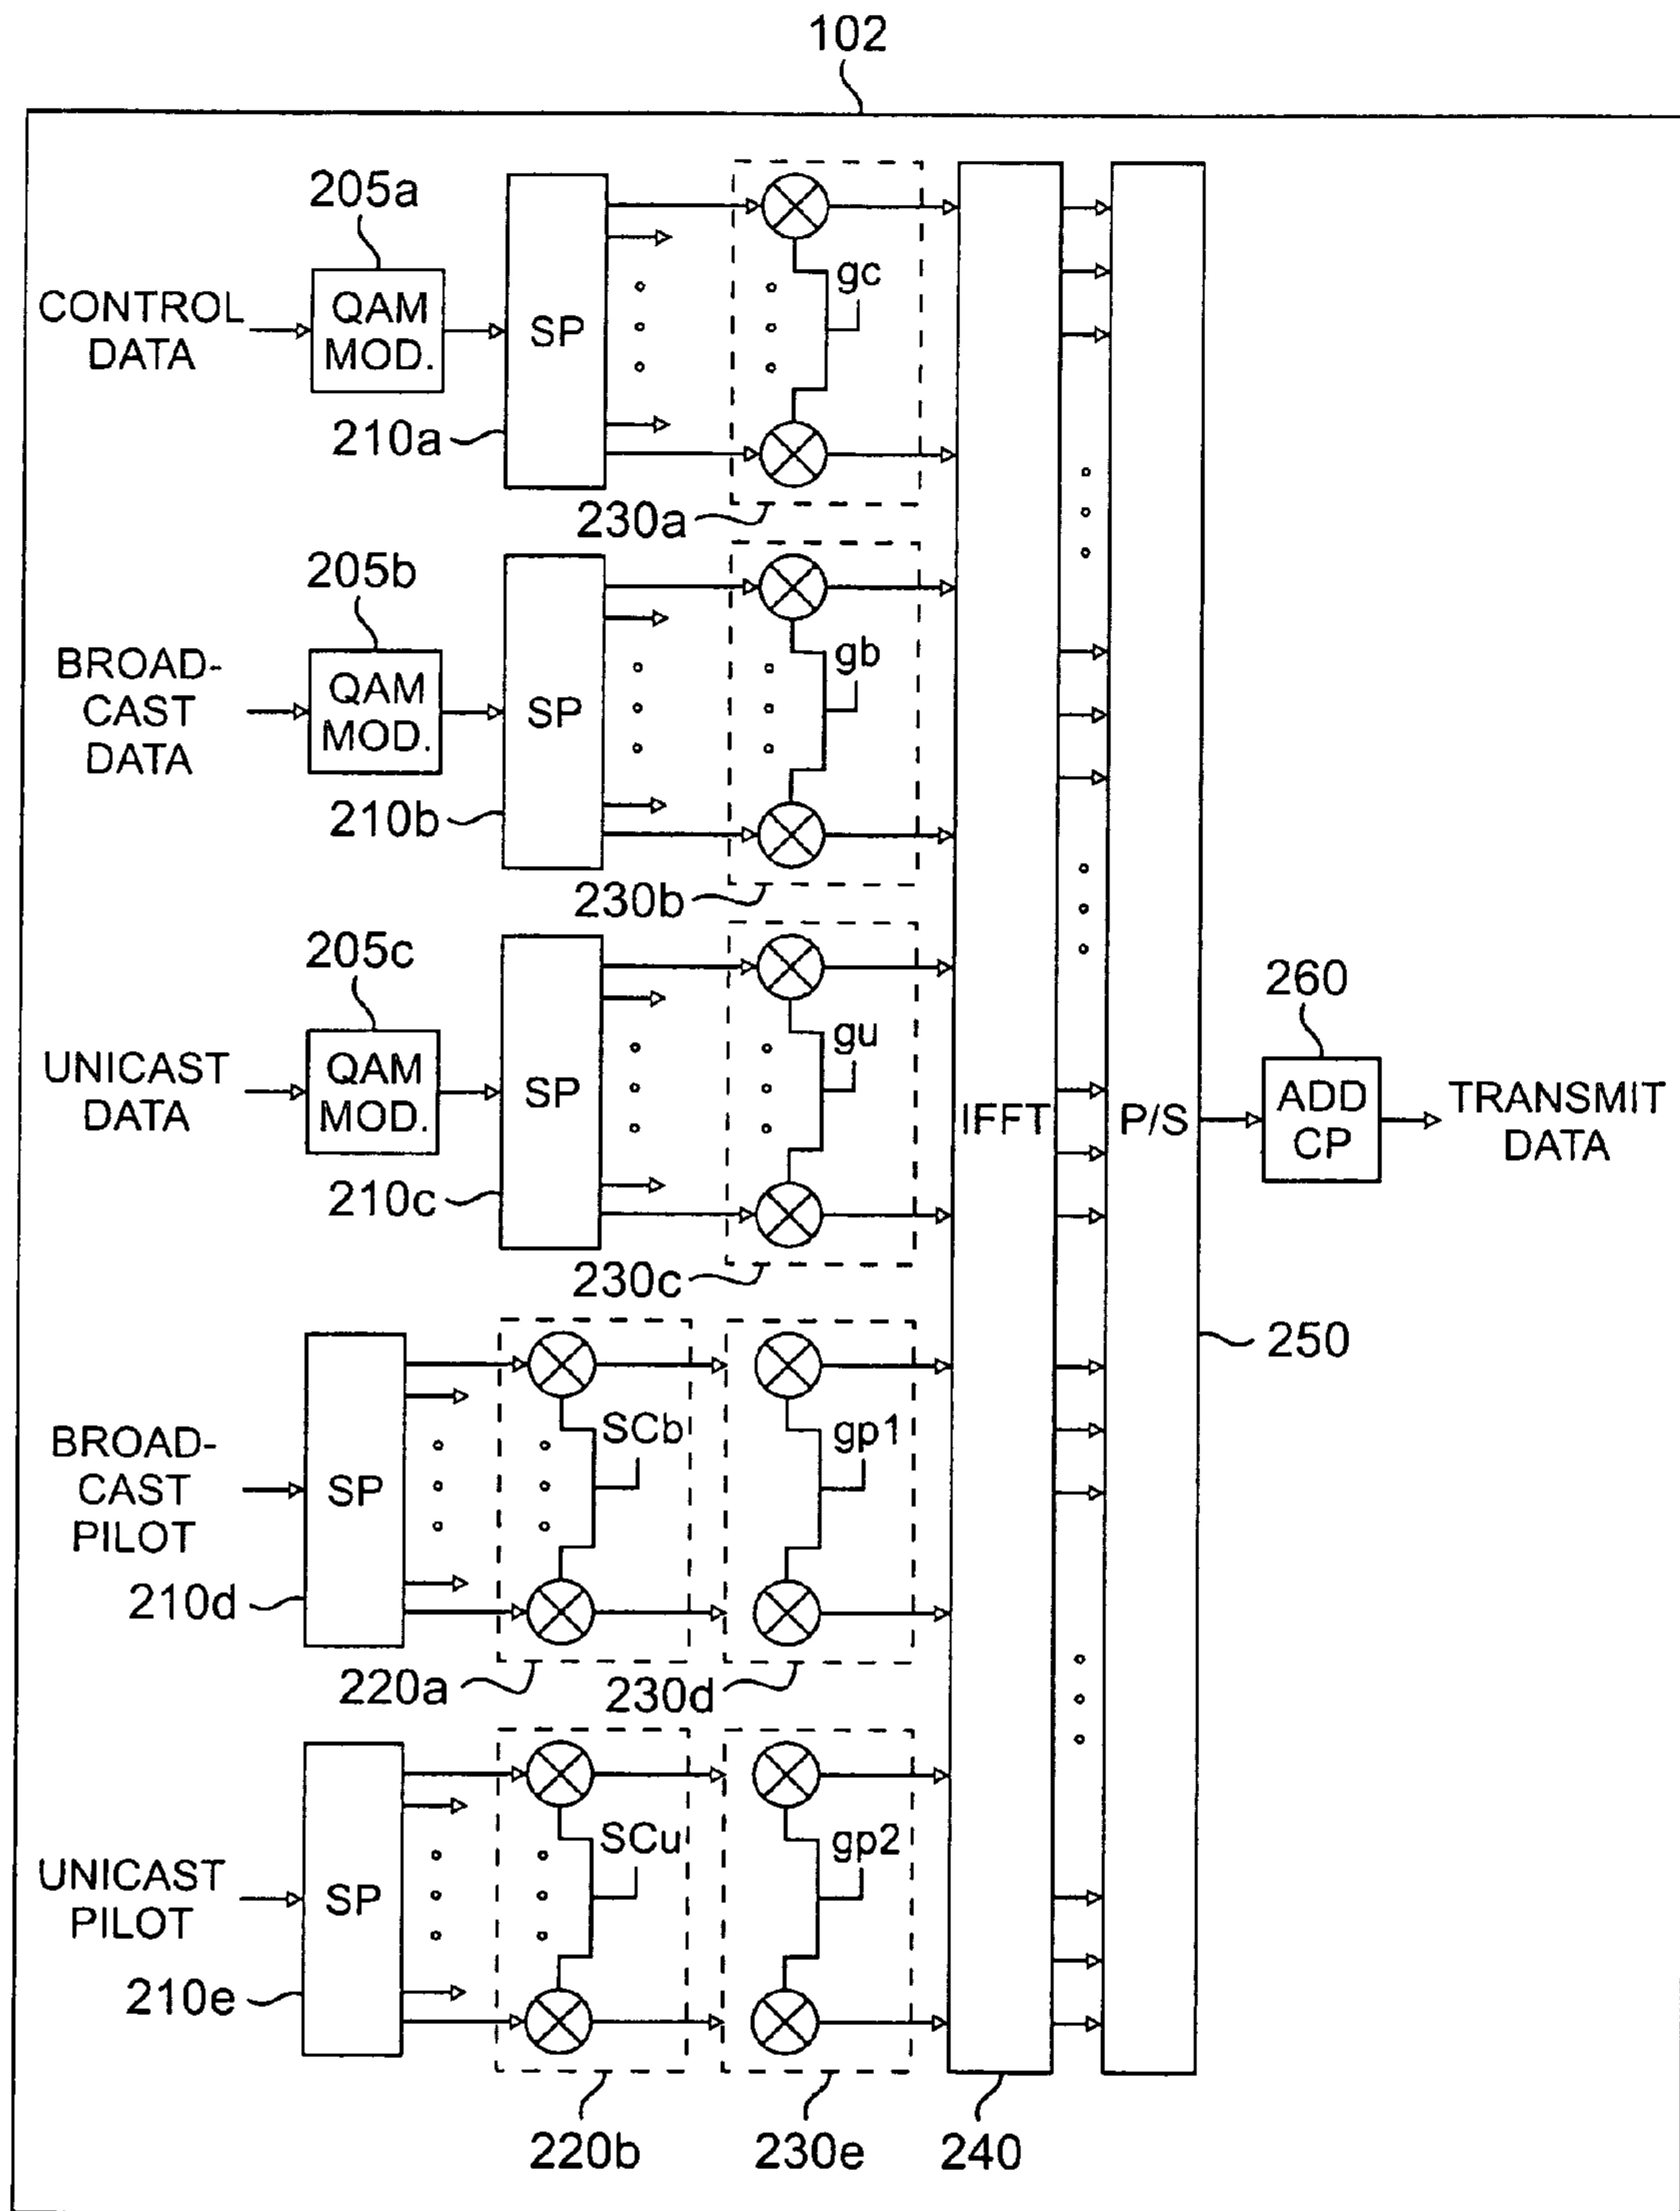 102
205a
CONTROL
DATA
QAM
MOD.
SP
gc
210a
230a
205b
BROAD-
CAST
DATA
QAM
MOD.
SP
gb
210b
230b
205c
UNICAST
DATA
QAM
MOD.
SP
gu
210c
230c
IFFT
P/S
260
ADD
CP
TRANSMIT
DATA
250
BROAD-
CAST
PILOT
SP
SCb
gp1
210d
220a
230d
UNICAST
PILOT
SP
SCu
gp2
210e
220b
230e
240